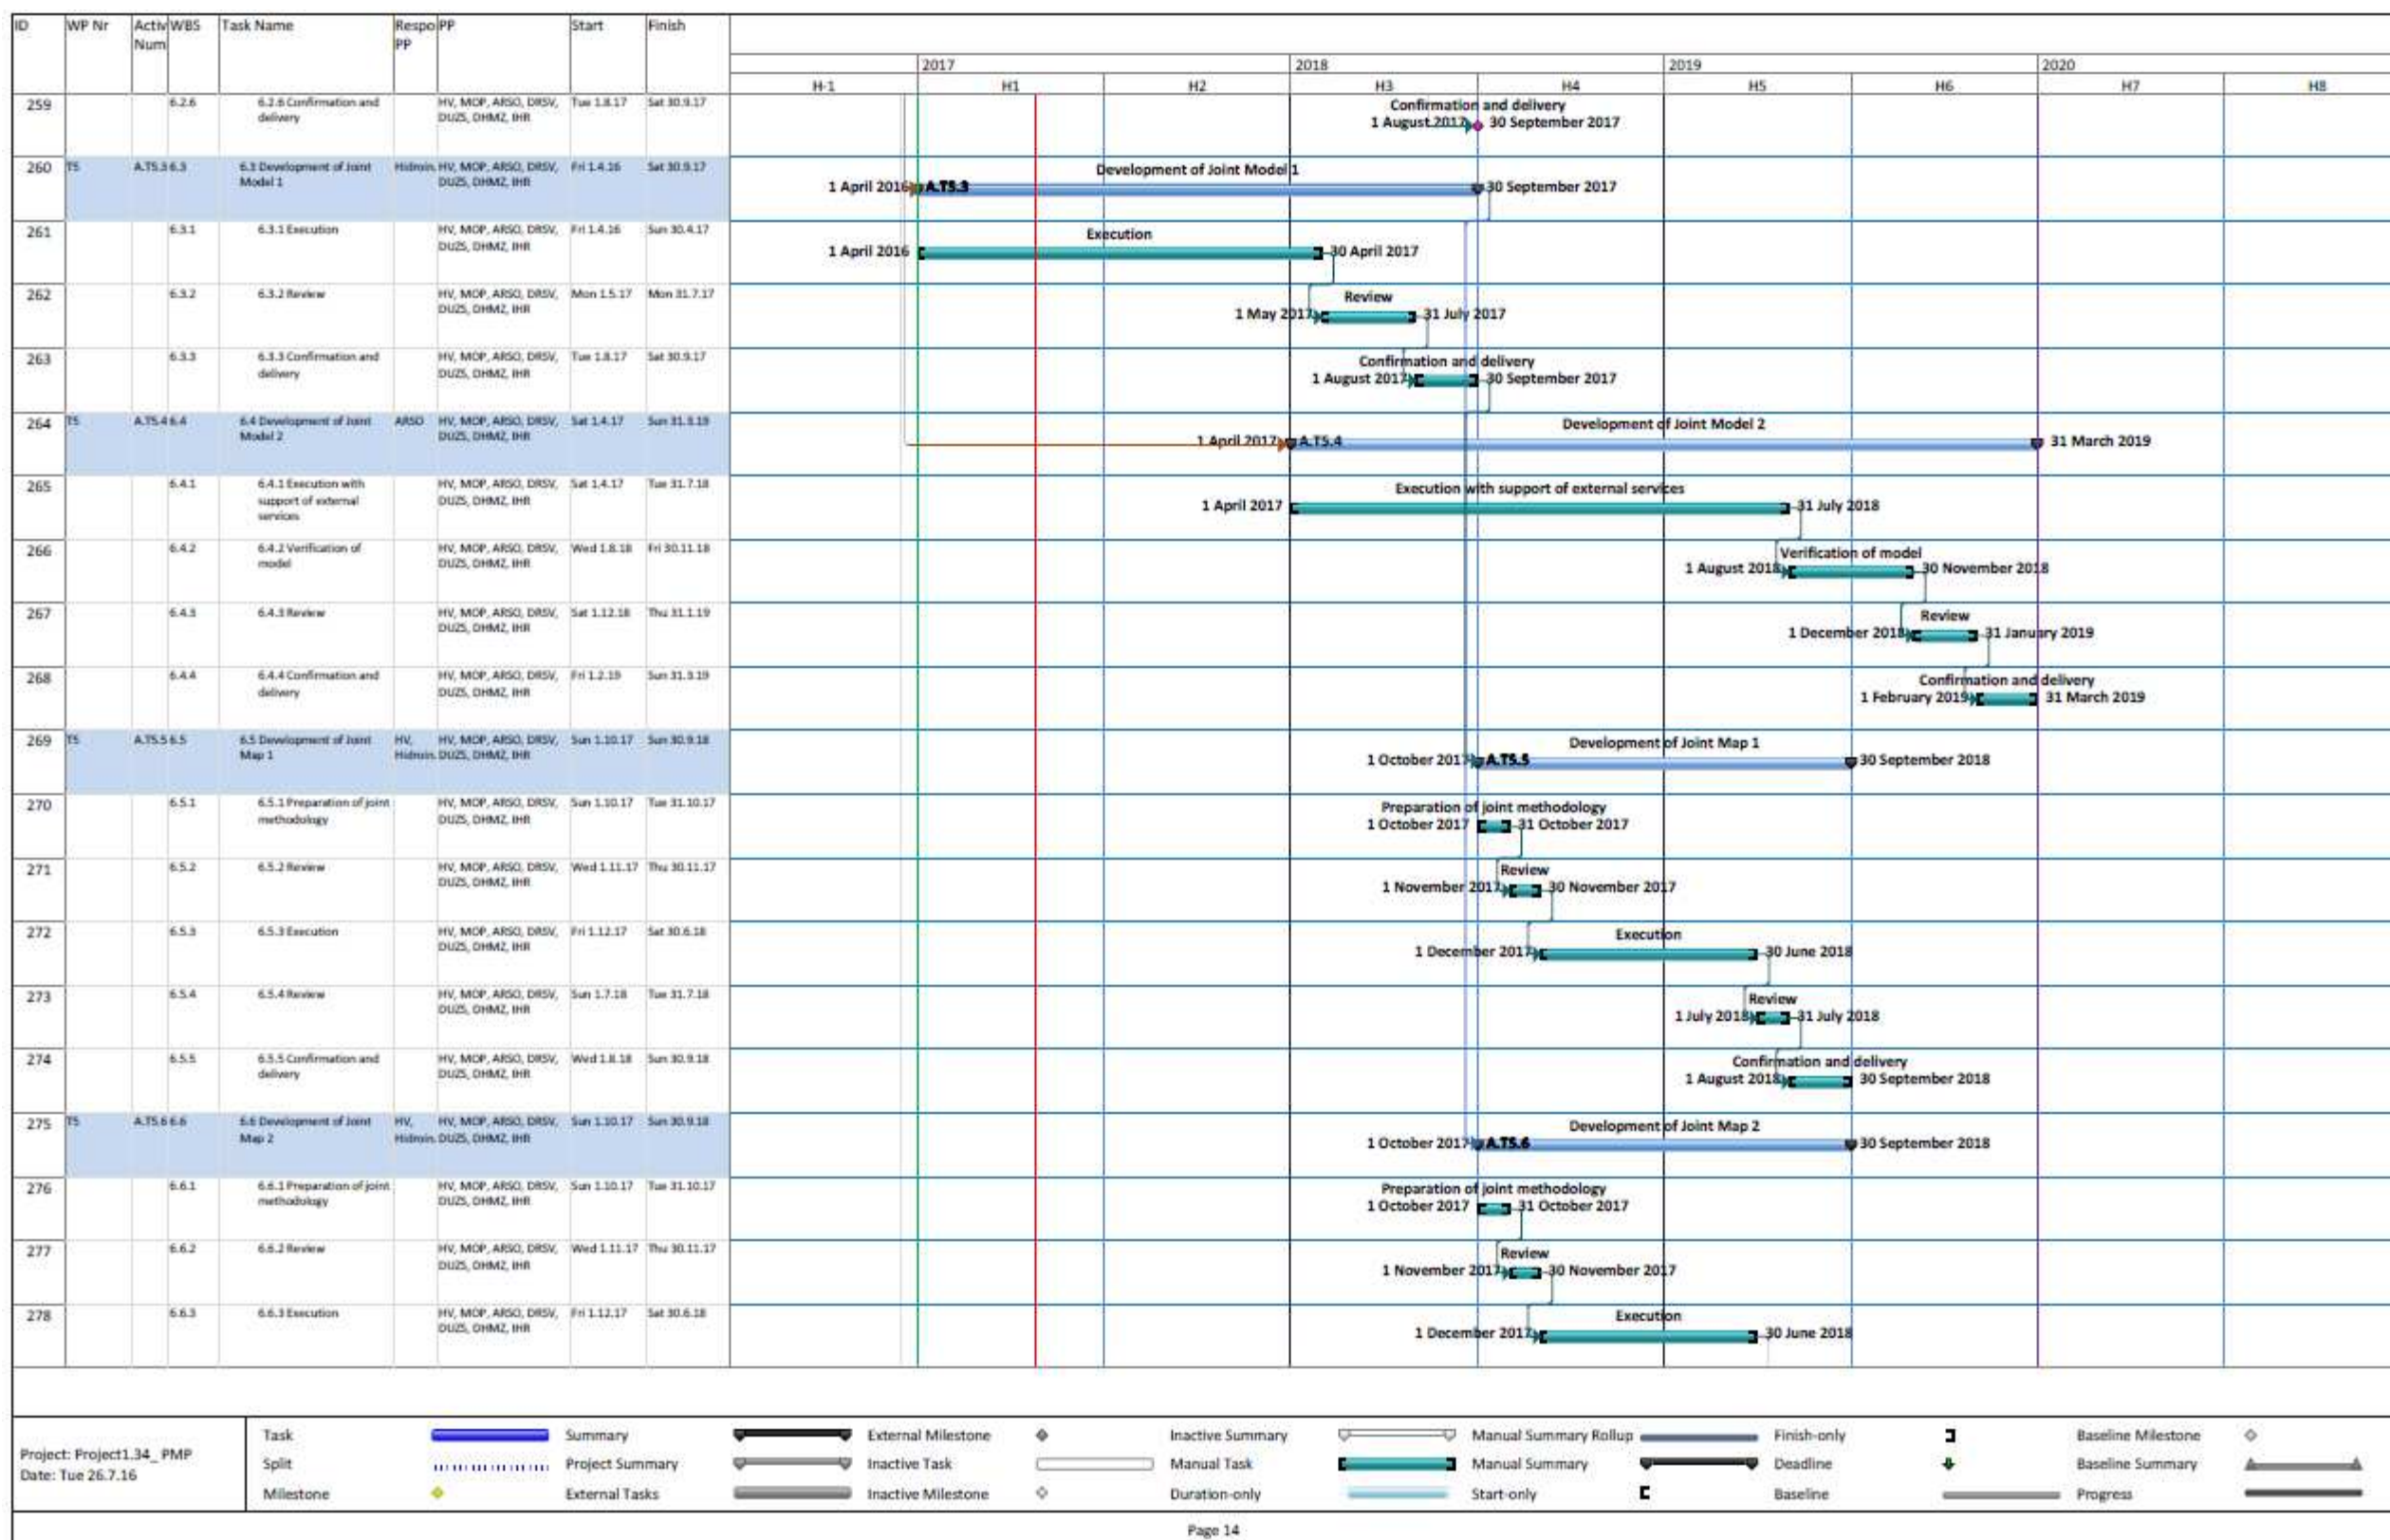 ID WP Nr Activ WBS Task Name Respo PP Start Finish
Num PP
2017 2018 2019 2020
H-1 H1 H2 H3 H4 H5 H6 H7 H8
259 6.2.6 6.2.6 Confirmation and HV, MOP, ARSO, DRSV, Tue 1.8.17 Sat 30.9.17
delivery DUZS, DHMZ, IHR
Confirmation and delivery
1 August 2017 30 September 2017
260 T5 A.T5.3 6.3 6.3 Development of Joint HV, MOP, ARSO, DRSV, Fri 1.4.16 Sat 30.9.17
Model 1 DUZS, DHMZ, IHR
Development of Joint Model 1
1 April 2016 A.T5.3 30 September 2017
261 6.3.1 6.3.1 Execution HV, MOP, ARSO, DRSV, Fri 1.4.16 Sun 30.4.17
DUZS, DHMZ, IHR
Execution
1 April 2016 30 April 2017
262 6.3.2 6.3.2 Review HV, MOP, ARSO, DRSV, Mon 1.5.17 Mon 31.7.17
DUZS, DHMZ, IHR
Review
1 May 2017 31 July 2017
263 6.3.3 6.3.3 Confirmation and HV, MOP, ARSO, DRSV, Tue 1.8.17 Sat 30.9.17
delivery DUZS, DHMZ, IHR
Confirmation and delivery
1 August 2017 30 September 2017
264 T5 A.T5.4 6.4 6.4 Development of Joint ARSO HV, MOP, ARSO, DRSV, Sat 1.4.17 Sun 31.3.19
Model 2 DUZS, DHMZ, IHR
Development of Joint Model 2
1 April 2017 A.T5.4 31 March 2019
265 6.4.1 6.4.1 Execution with HV, MOP, ARSO, DRSV, Sat 1.4.17 Tue 31.7.18
support of external DUZS, DHMZ, IHR
services
Execution with support of external services
1 April 2017 31 July 2018
266 6.4.2 6.4.2 Verification of HV, MOP, ARSO, DRSV, Wed 1.8.18 Fri 30.11.18
model DUZS, DHMZ, IHR
Verification of model
1 August 2018 30 November 2018
267 6.4.3 6.4.3 Review HV, MOP, ARSO, DRSV, Sat 1.12.18 Thu 31.1.19
DUZS, DHMZ, IHR
Review
1 December 2018 31 January 2019
268 6.4.4 6.4.4 Confirmation and HV, MOP, ARSO, DRSV, Fri 1.2.19 Sun 31.3.19
delivery DUZS, DHMZ, IHR
Confirmation and delivery
1 February 2019 31 March 2019
269 T5 A.T5.5 6.5 6.5 Development of Joint HV, HV, MOP, ARSO, DRSV, Sun 1.10.17 Sun 30.9.18
Map 1 DUZS, DHMZ, IHR
Development of Joint Map 1
1 October 2017 A.T5.5 30 September 2018
270 6.5.1 6.5.1 Preparation of joint HV, MOP, ARSO, DRSV, Sun 1.10.17 Tue 31.10.17
methodology DUZS, DHMZ, IHR
Preparation of joint methodology
1 October 2017 31 October 2017
271 6.5.2 6.5.2 Review HV, MOP, ARSO, DRSV, Wed 1.11.17 Thu 30.11.17
DUZS, DHMZ, IHR
Review
1 November 2017 30 November 2017
272 6.5.3 6.5.3 Execution HV, MOP, ARSO, DRSV, Fri 1.12.17 Sat 30.6.18
DUZS, DHMZ, IHR
Execution
1 December 2017 30 June 2018
273 6.5.4 6.5.4 Review HV, MOP, ARSO, DRSV, Sun 1.7.18 Tue 31.7.18
DUZS, DHMZ, IHR
Review
1 July 2018 31 July 2018
274 6.5.5 6.5.5 Confirmation and HV, MOP, ARSO, DRSV, Wed 1.8.18 Sun 30.9.18
delivery DUZS, DHMZ, IHR
Confirmation and delivery
1 August 2018 30 September 2018
275 T5 A.T5.6 6.6 6.6 Development of Joint HV, HV, MOP, ARSO, DRSV, Sun 1.10.17 Sun 30.9.18
Map 2 DUZS, DHMZ, IHR
Development of Joint Map 2
1 October 2017 A.T5.6 30 September 2018
276 6.6.1 6.6.1 Preparation of joint HV, MOP, ARSO, DRSV, Sun 1.10.17 Tue 31.10.17
methodology DUZS, DHMZ, IHR
Preparation of joint methodology
1 October 2017 31 October 2017
277 6.6.2 6.6.2 Review HV, MOP, ARSO, DRSV, Wed 1.11.17 Thu 30.11.17
DUZS, DHMZ, IHR
Review
1 November 2017 30 November 2017
278 6.6.3 6.6.3 Execution HV, MOP, ARSO, DRSV, Fri 1.12.17 Sat 30.6.18
DUZS, DHMZ, IHR
Execution
1 December 2017 30 June 2018
Project: Project1.34_ PMP
Date: Tue 26.7.16
Task Summary External Milestone Inactive Summary Manual Summary Rollup Finish-only Baseline Milestone
Split Project Summary Inactive Task Manual Task Manual Summary Deadline Baseline Summary
Milestone External Tasks Inactive Milestone Duration-only Start-only Baseline Progress
Page 14